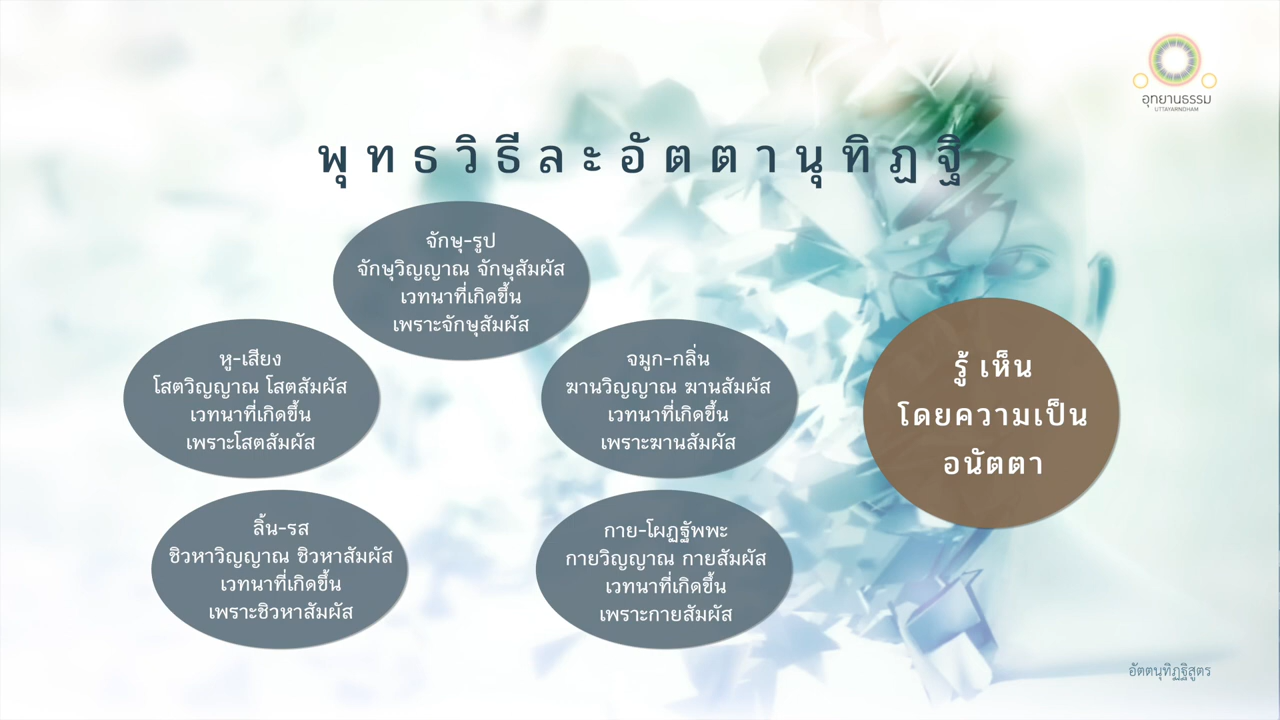 อุทยานธรรม
UTTAYARNDHAM
พุทธวิธีละอัตตานุทิฏฐิ
จักษุ-รูป
จักษุวิญญาณ จักษุสัมผัส
เวทนาที่เกิดขึ้น
เพราะจักษุสัมผัส
หู-เสียง
โสตวิญญาณ โสตสัมผัส
เวทนาที่เกิดขึ้น
เพราะโสตสัมผัส
จมูก-กลิ่น
ฆานวิญญาณ ฆานสัมผัส
เวทนาที่เกิดขึ้น
เพราะฆานสัมผัส
รู้ เห็น
โดยความเป็น
อนัตตา
ลิ้น-รส
ชิวหาวิญญาณ ชิวหาสัมผัส
เวทนาที่เกิดขึ้น
เพราะชิวหาสัมผัส
กาย-โผฏฐัพพะ
กายวิญญาณ กายสัมผัส
เวทนาที่เกิดขึ้น
เพราะกายสัมผัส
อัตตนุทิฏฐิสูตร